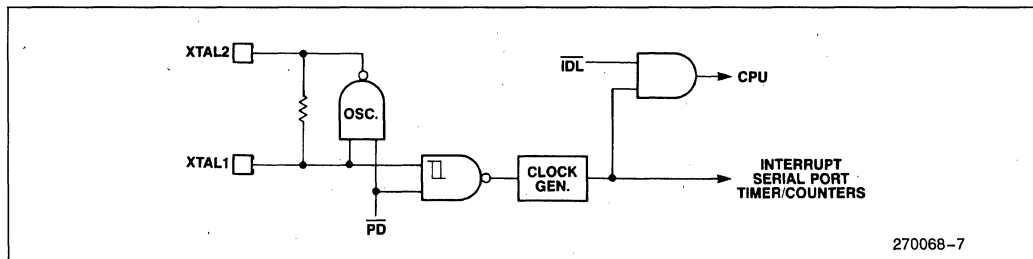 XTAL2
OSC.
XTAL1
PD
CLOCK
GEN.
IDL
CPU
INTERRUPT
SERIAL PORT
TIMER/COUNTERS
270068-7